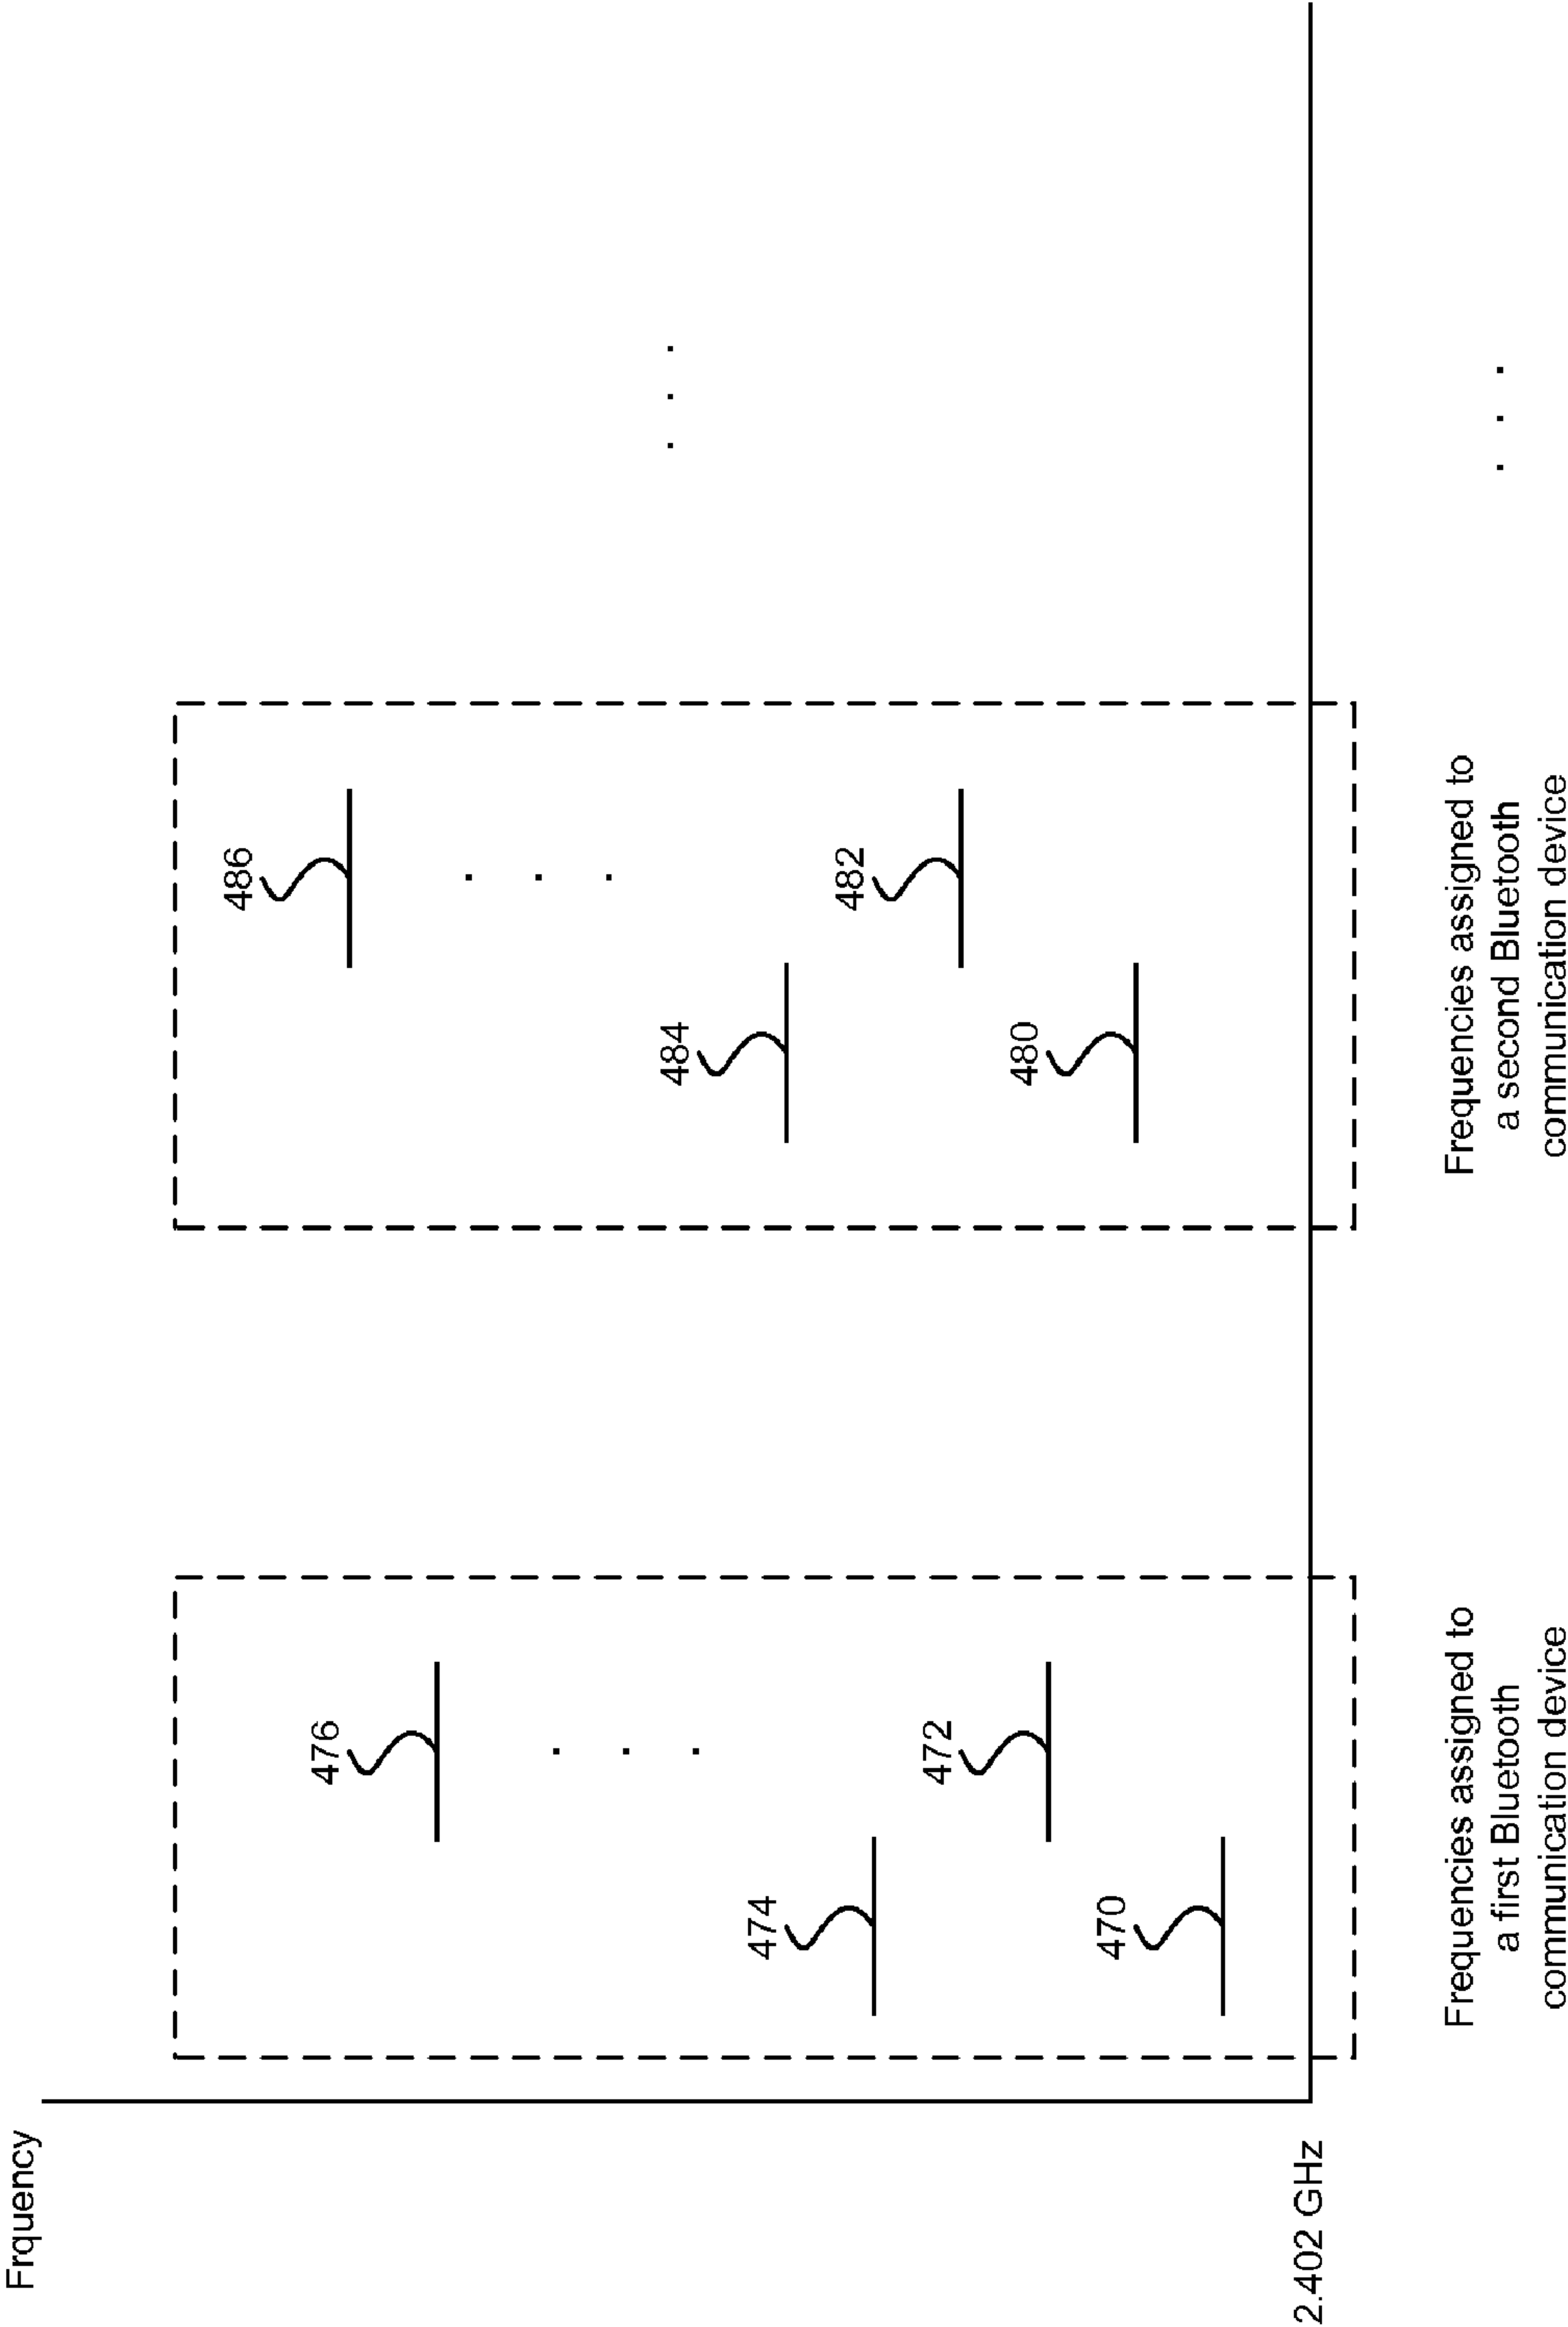 Frquency
486
476
482
484
472
474
480
470
2.402 GHz
Frequencies assigned to
a first Bluetooth
communication device
Frequencies assigned to
a second Bluetooth
communication device